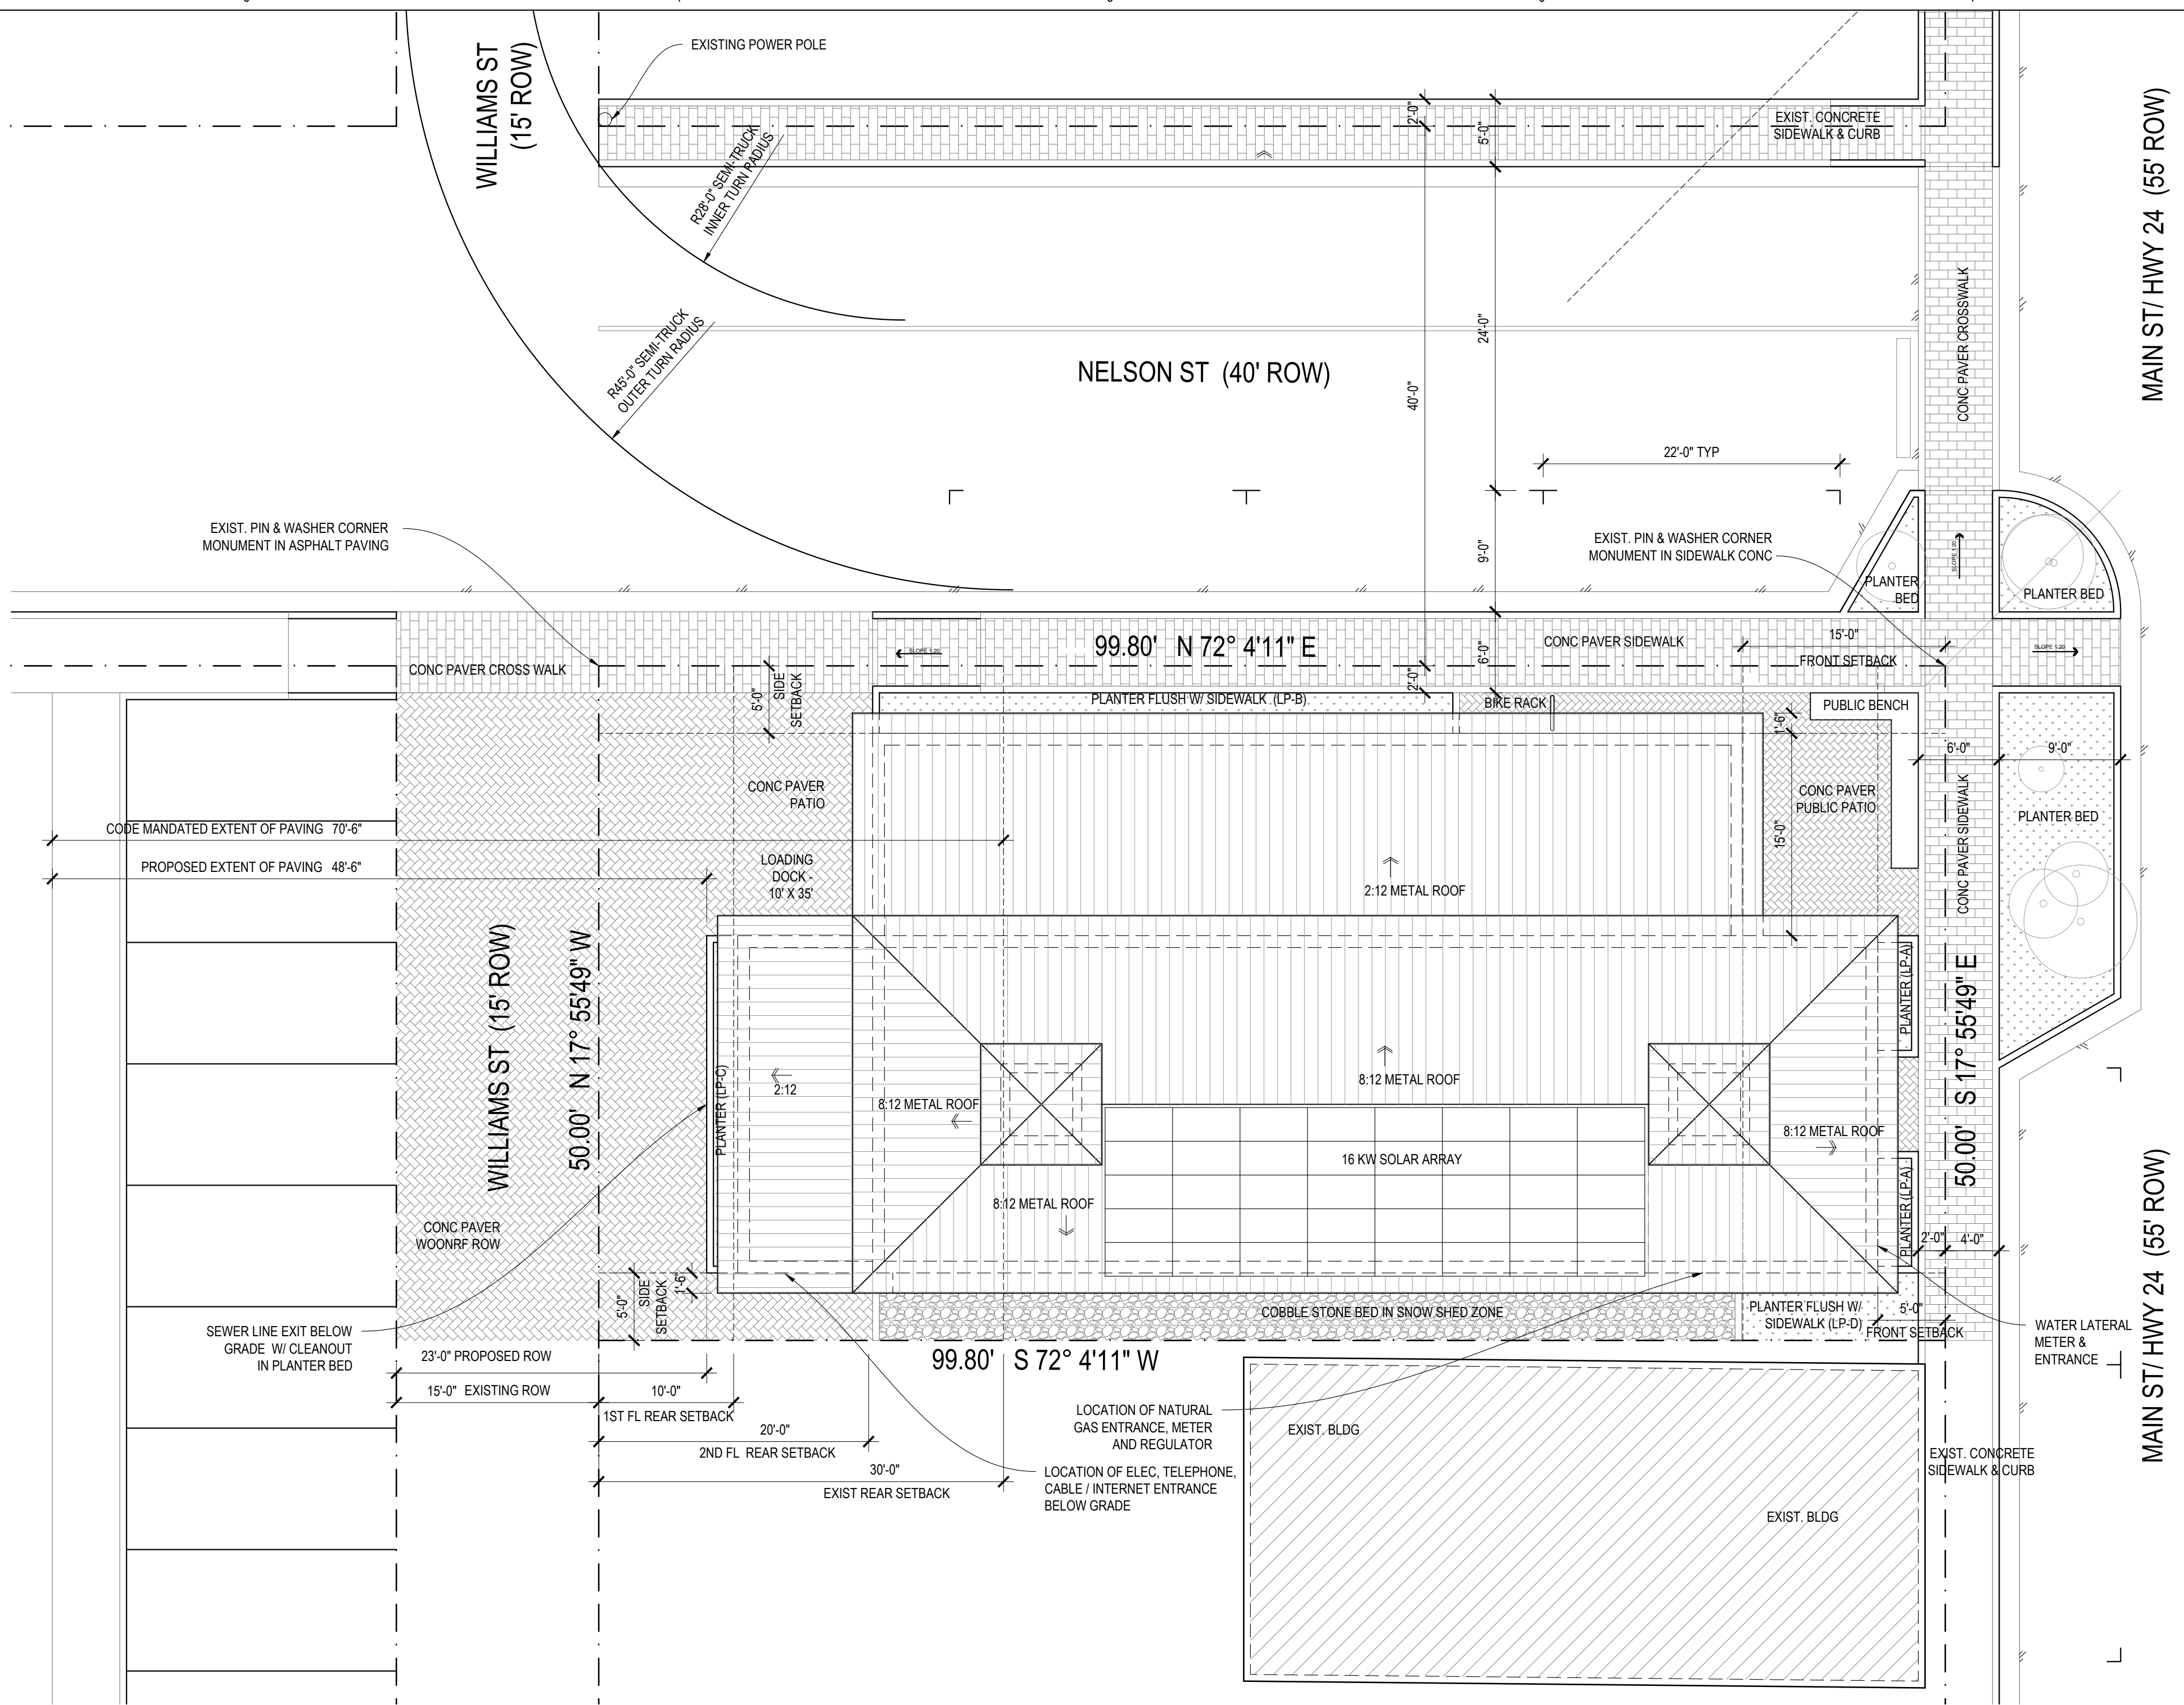 WILLIAMS ST
(15' ROW)
EXISTING POWER POLE
R28'-0" SEMI-TRUCK
INNER TURN RADIUS
2'-0"
5'-0"
EXIST. CONCRETE
SIDEWALK & CURB
MAIN ST/ HWY 24 (55' ROW)
R45'-0" SEMI-TRUCK
OUTER TURN RADIUS
24'-0"
CONC PAVER CROSSWALK
NELSON ST (40' ROW)
40'-0"
22'-0" TYP
EXIST. PIN & WASHER CORNER
MONUMENT IN ASPHALT PAVING
9'-0"
EXIST. PIN & WASHER CORNER
MONUMENT IN SIDEWALK CONC
SLOPE 1:20
PLANTER
BED
PLANTER BED
CONC PAVER CROSS WALK
SLOPE 1:20
99.80' N 72° 4'11" E
6'-0"
CONC PAVER SIDEWALK
15'-0"
FRONT SETBACK
SLOPE 1:20
5'-0"
SIDE
SETBACK
2'-0"
PLANTER FLUSH W/ SIDEWALK (LP-B)
BIKE RACK
PUBLIC BENCH
1'-6"
6'-0"
9'-0"
CONC PAVER
PATIO
CONC PAVER
PUBLIC PATIO
CONC PAVER SIDEWALK
PLANTER BED
CODE MANDATED EXTENT OF PAVING 70'-6"
15'-0"
PROPOSED EXTENT OF PAVING 48'-6"
LOADING
DOCK -
10' X 35'
2:12 METAL ROOF
WILLIAMS ST (15' ROW)
50.00' N 17° 55'49" W
PLANTER (LP-A)
50.00' S 17° 55'49" E
PLANTER (LP-C)
2:12
8:12 METAL ROOF
8:12 METAL ROOF
8:12 METAL ROOF
16 KW SOLAR ARRAY
8:12 METAL ROOF
PLANTER (LP-A)
CONC PAVER
WOONRF ROW
2'-0"
4'-0"
5'-0"
SIDE
SETBACK
1'-6"
COBBLE STONE BED IN SNOW SHED ZONE
PLANTER FLUSH W/
SIDEWALK (LP-D)
5'-0"
FRONT SETBACK
WATER LATERAL
METER &
ENTRANCE
MAIN ST/ HWY 24 (55' ROW)
SEWER LINE EXIT BELOW
GRADE W/ CLEANOUT
IN PLANTER BED
23'-0" PROPOSED ROW
99.80' S 72° 4'11" W
15'-0" EXISTING ROW
10'-0"
1ST FL REAR SETBACK
20'-0"
2ND FL REAR SETBACK
30'-0"
EXIST REAR SETBACK
LOCATION OF NATURAL
GAS ENTRANCE, METER
AND REGULATOR
LOCATION OF ELEC, TELEPHONE,
CABLE / INTERNET ENTRANCE
BELOW GRADE
EXIST. BLDG
EXIST. CONCRETE
SIDEWALK & CURB
EXIST. BLDG